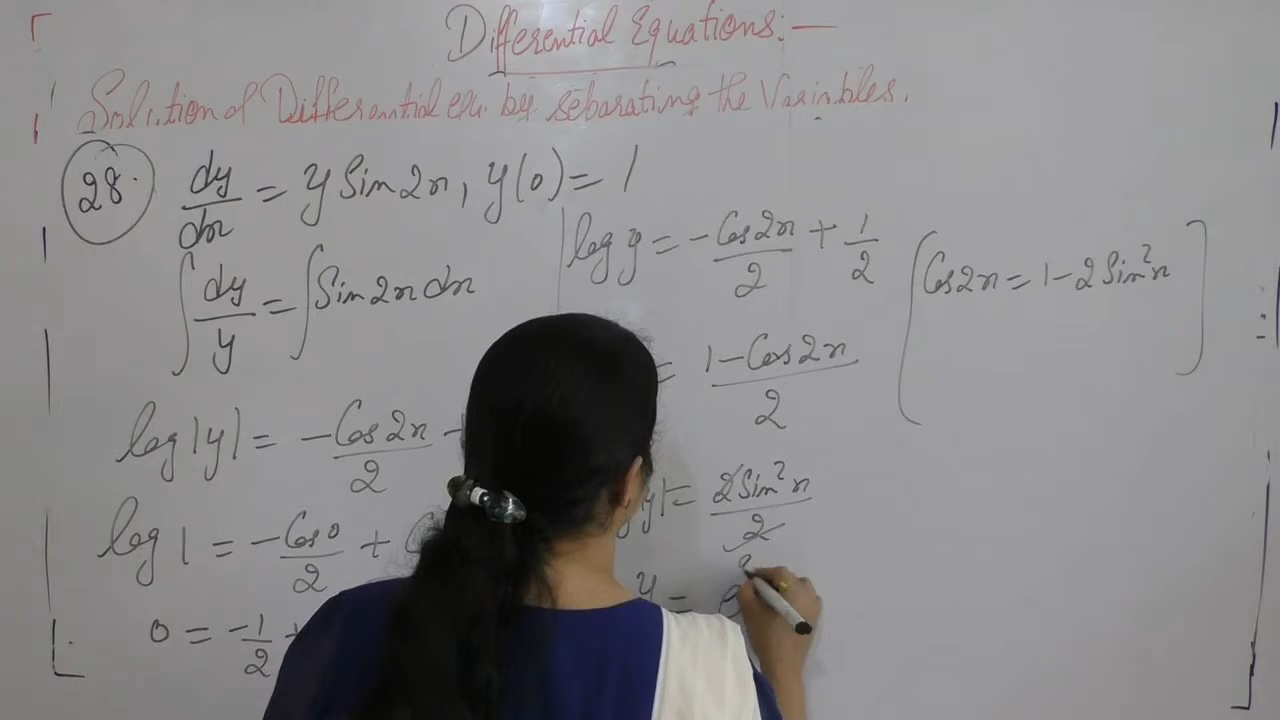 Differential Equations:—
Solution of Differential equ. by separating the Variables.
28. dy/dx = y Sin2x, y(0) = 1
∫ dy/y = ∫ Sin2x dx
log|y| = -Cos2x/2
log 1 = -Cos0/2 + C
0 = -1/2 +
log y = -Cos2x/2 + 1/2
[Cos2x = 1-2Sin²x]
= 1-Cos2x/2
|y| = 2Sin²x/2
y = e